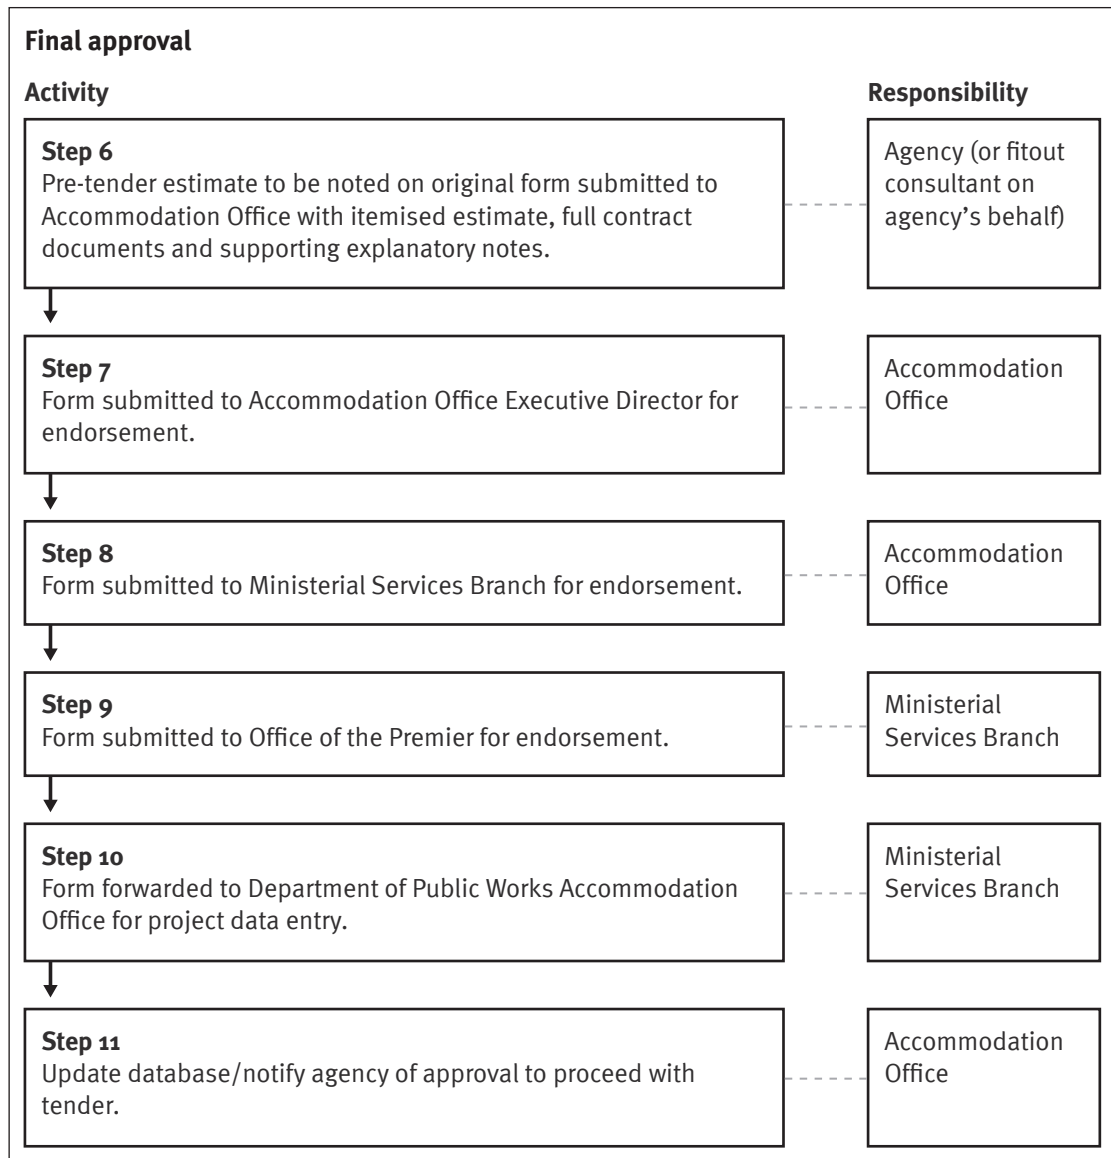 Final approval
Activity
Responsibility
Step 6
Pre-tender estimate to be noted on original form submitted to
Accommodation Office with itemised estimate, full contract
documents and supporting explanatory notes.
Agency (or fitout
consultant on
agency’s behalf)
Step 7
Form submitted to Accommodation Office Executive Director for
endorsement.
Accommodation
Office
Step 8
Form submitted to Ministerial Services Branch for endorsement.
Accommodation
Office
Step 9
Form submitted to Office of the Premier for endorsement.
Ministerial
Services Branch
Step 10
Form forwarded to Department of Public Works Accommodation
Office for project data entry.
Ministerial
Services Branch
Step 11
Update database/notify agency of approval to proceed with
tender.
Accommodation
Office